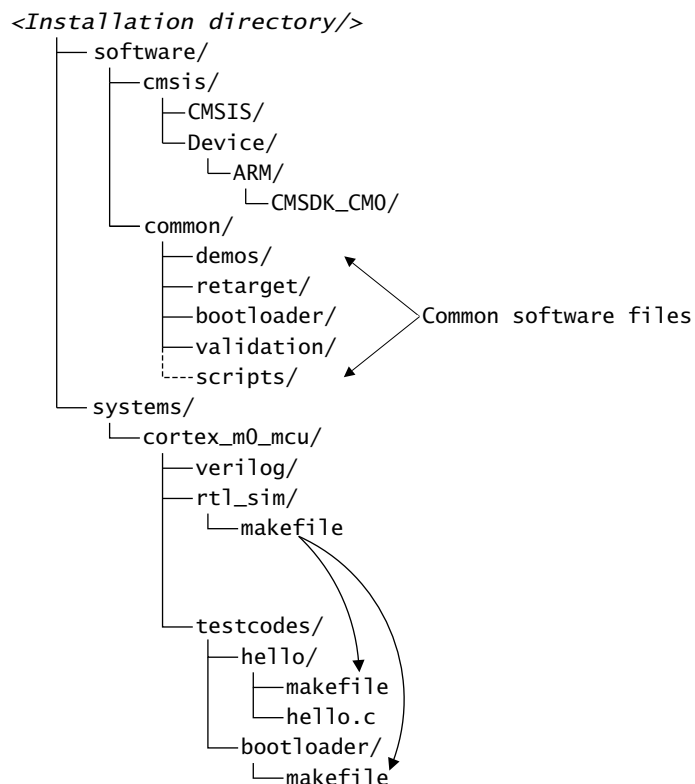 <Installation directory/>
software/
cmsis/
CMSIS/
Device/
ARM/
CMSDK_CM0/
common/
demos/
retarget/
bootloader/
Common software files
validation/
scripts/
systems/
cortex_m0_mcu/
verilog/
rtl_sim/
makefile
testcodes/
hello/
makefile
hello.c
bootloader/
makefile